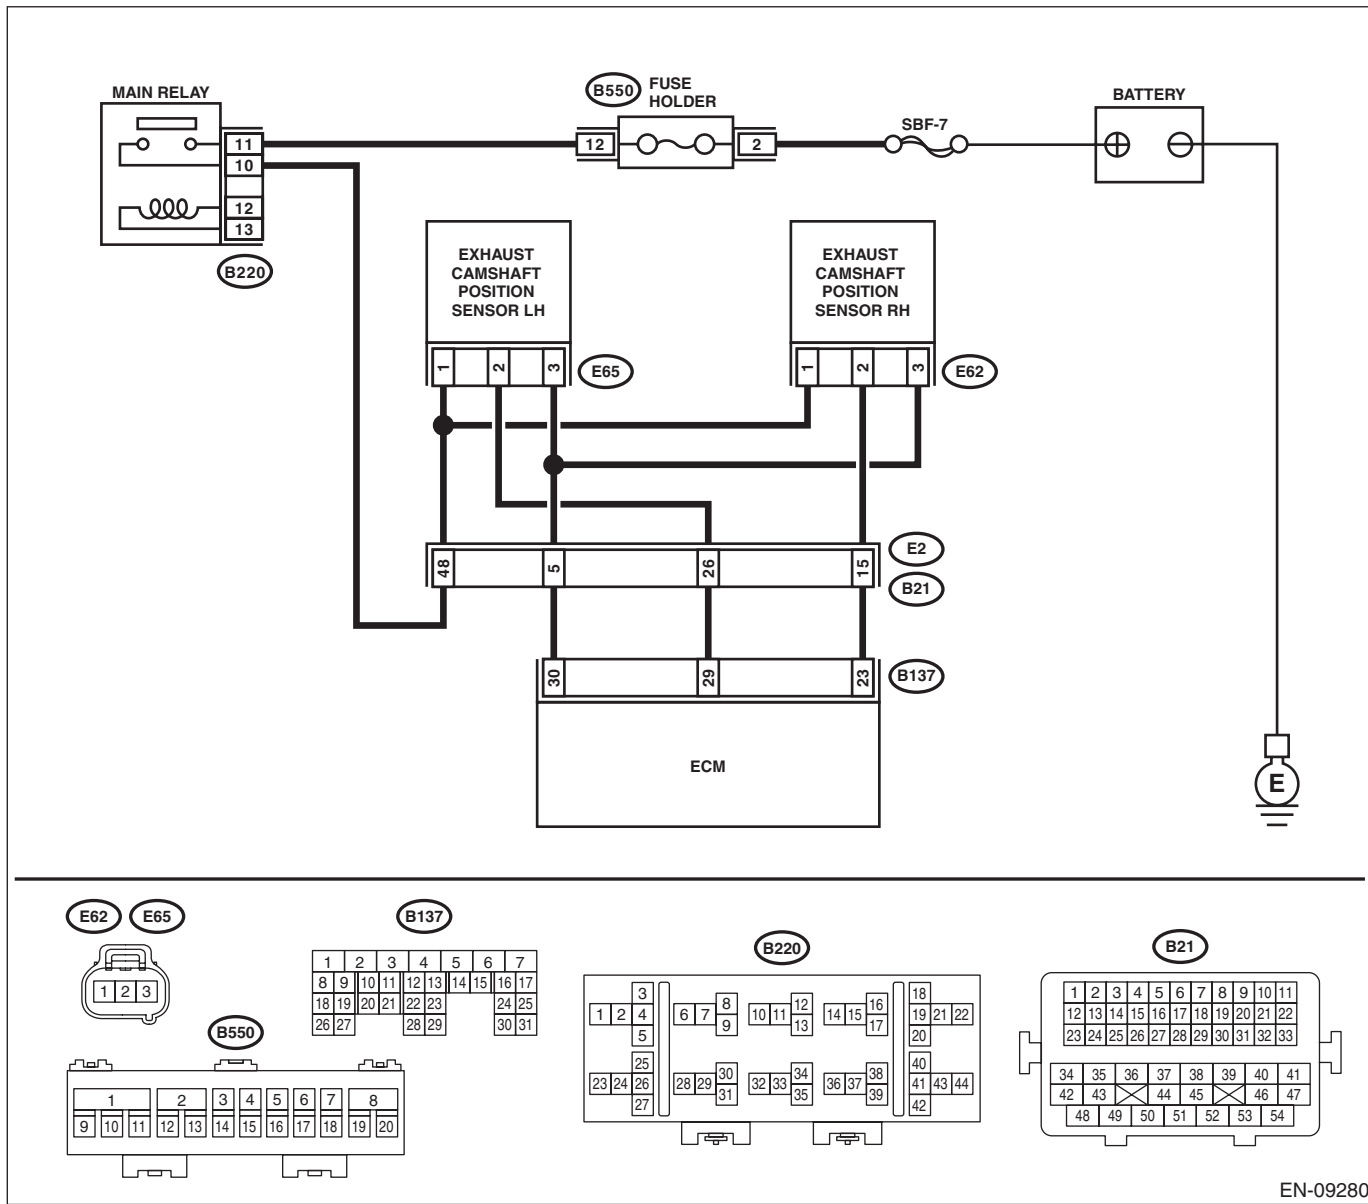 MAIN RELAY
11
10
12
13
B220
B550
FUSE
HOLDER
12
2
SBF-7
BATTERY
EXHAUST
CAMSHAFT
POSITION
SENSOR LH
1 2 3
E65
EXHAUST
CAMSHAFT
POSITION
SENSOR RH
1 2 3
E62
48 5 26 15
E2
B21
30 29 23
B137
ECM
E
E62 E65
1 2 3
B137
1 2 3 4 5 6 7
8 9 10 11 12 13 14 15 16 17
18 19 20 21 22 23 24 25
26 27 28 29 30 31
B550
1 2 3 4 5 6 7 8
9 10 11 12 13 14 15 16 17 18 19 20
B220
3 18
8 12 16
1 2 4 6 7 10 11 14 15 19 21 22
9 13 17
5 20
25 40
30 34 38
23 24 26 28 29 32 33 36 37 41 43 44
31 35 39
27 42
B21
1 2 3 4 5 6 7 8 9 10 11
12 13 14 15 16 17 18 19 20 21 22
23 24 25 26 27 28 29 30 31 32 33
34 35 36 37 38 39 40 41
42 43 44 45 46 47
48 49 50 51 52 53 54
EN-09280